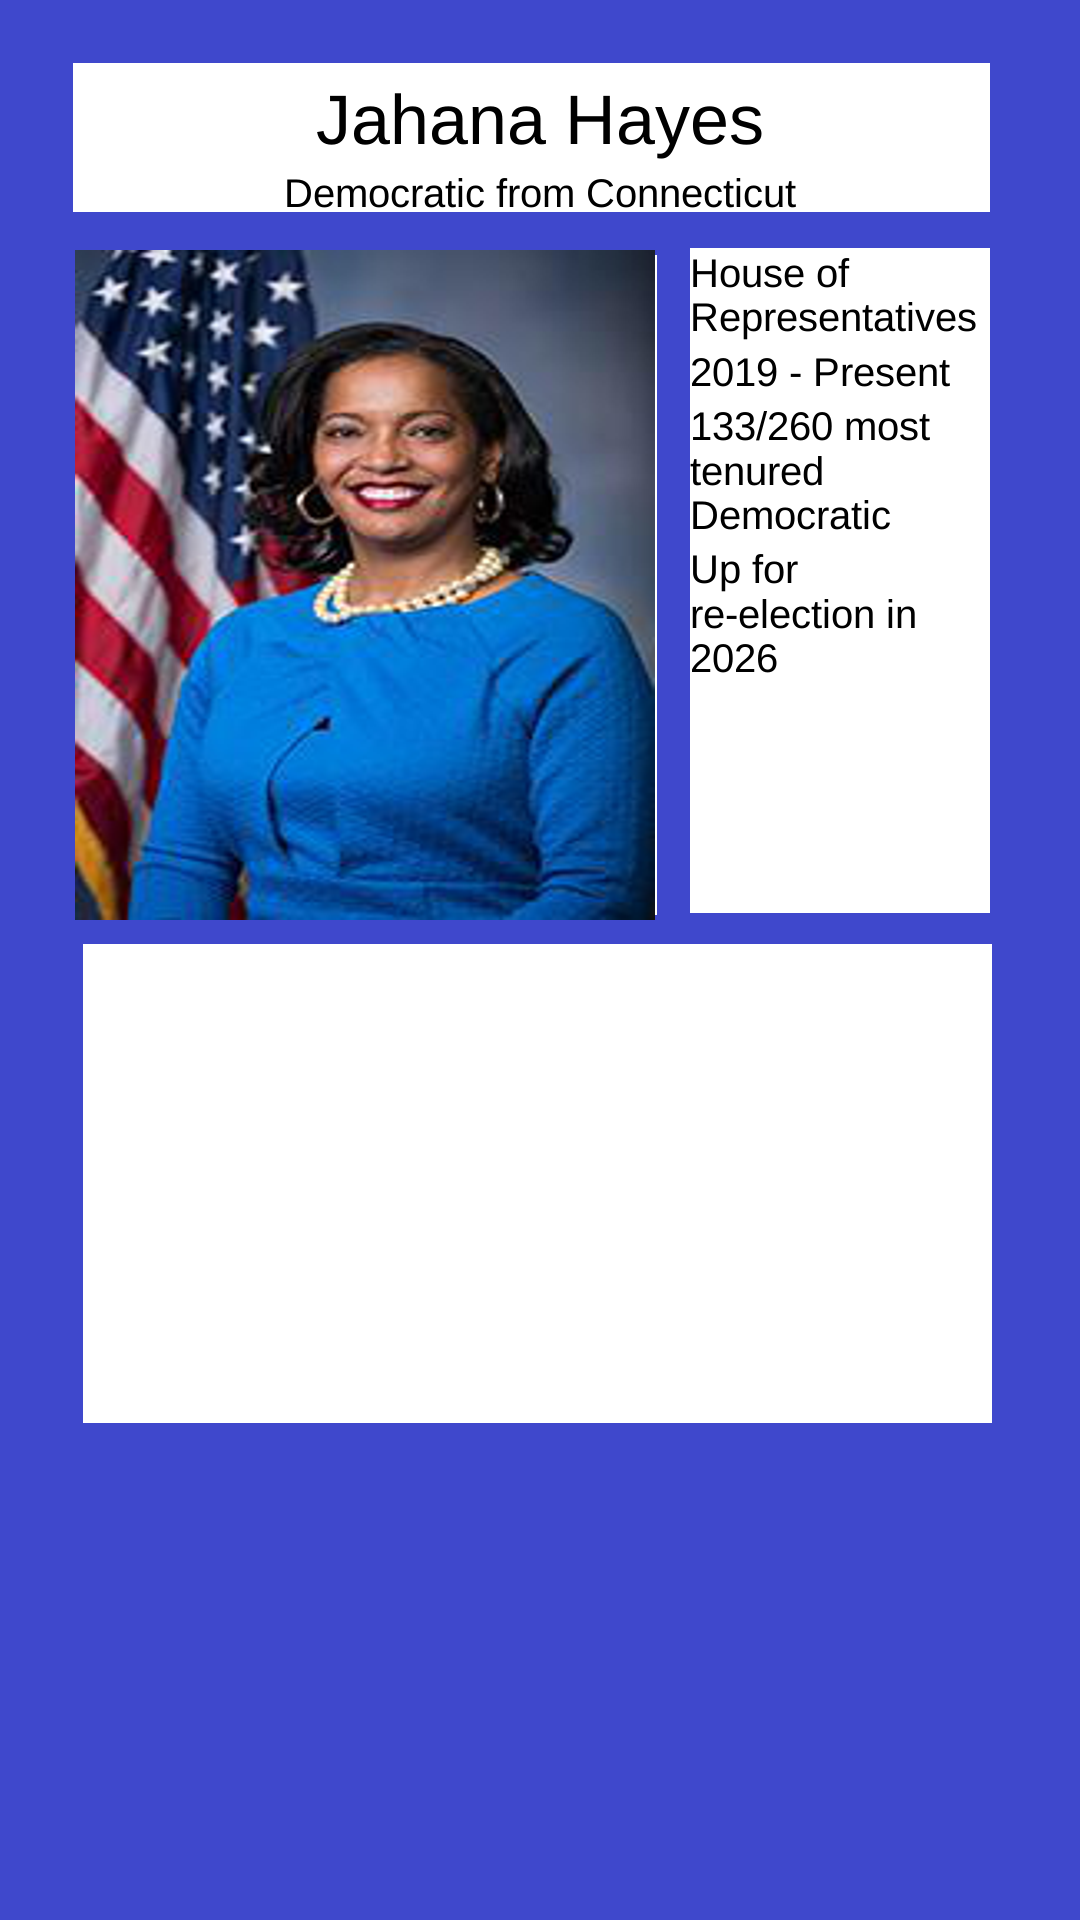 Jahana Hayes
Democratic from Connecticut
House of
Representatives
2019 - Present
133/260 most
tenured
Democratic
Up for
re-election in
2026